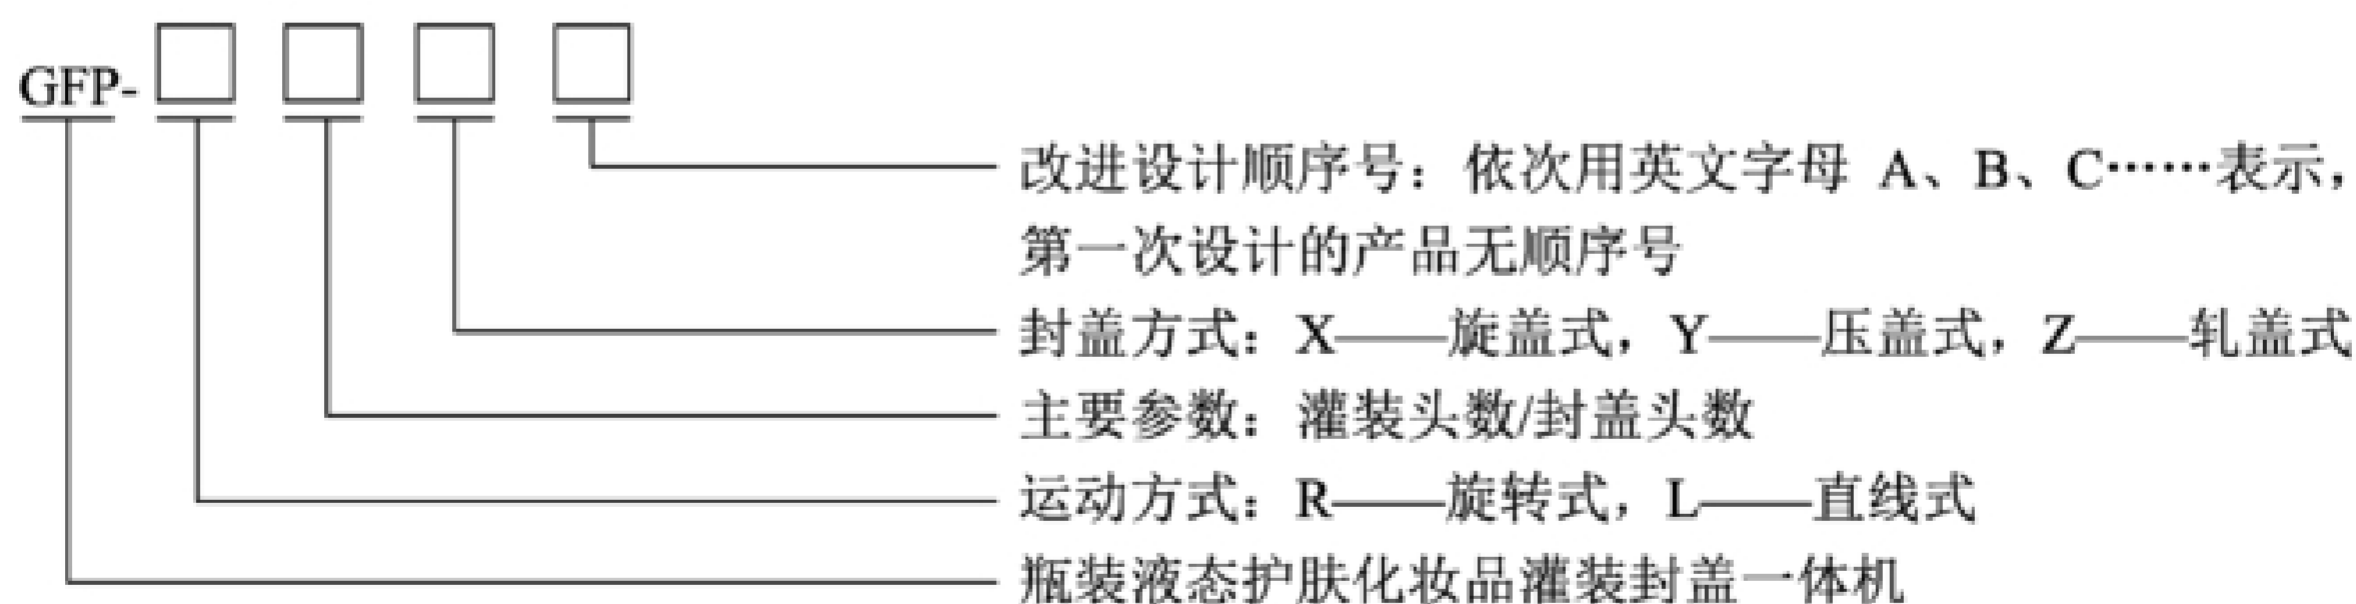 GFP-□ □ □ □
改进设计顺序号：依次用英文字母 A、B、C……表示，
第一次设计的产品无顺序号
封盖方式：X——旋盖式，Y——压盖式，Z——轧盖式
主要参数：灌装头数/封盖头数
运动方式：R——旋转式，L——直线式
瓶装液态护肤化妆品灌装封盖一体机